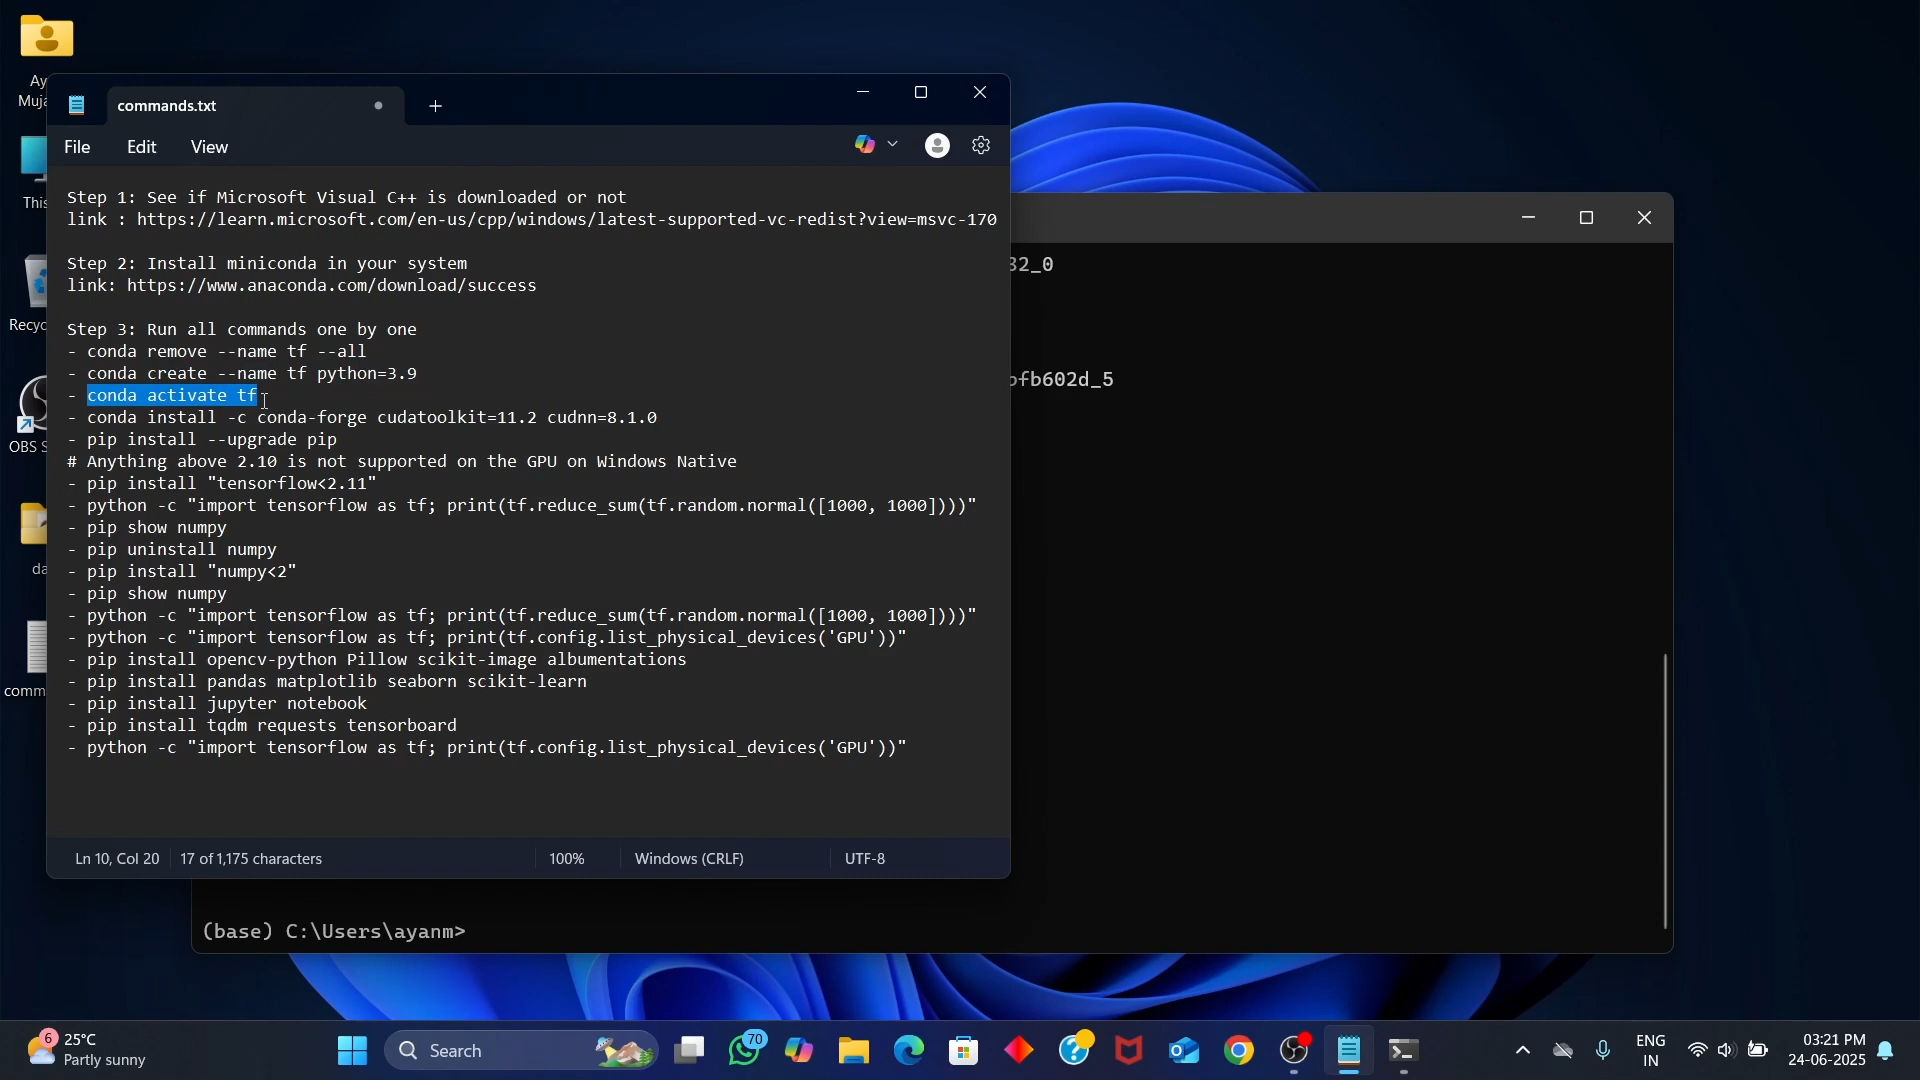 Ay
Muja
This
Recyc
OBS S
da
comm
commands.txt
File Edit View
Step 1: See if Microsoft Visual C++ is downloaded or not
link : https://learn.microsoft.com/en-us/cpp/windows/latest-supported-vc-redist?view=msvc-170
Step 2: Install miniconda in your system
link: https://www.anaconda.com/download/success
Step 3: Run all commands one by one
- conda remove --name tf --all
- conda create --name tf python=3.9
- conda activate tf
- conda install -c conda-forge cudatoolkit=11.2 cudnn=8.1.0
- pip install --upgrade pip
# Anything above 2.10 is not supported on the GPU on Windows Native
- pip install "tensorflow<2.11"
- python -c "import tensorflow as tf; print(tf.reduce_sum(tf.random.normal([1000, 1000])))"
- pip show numpy
- pip uninstall numpy
- pip install "numpy<2"
- pip show numpy
- python -c "import tensorflow as tf; print(tf.reduce_sum(tf.random.normal([1000, 1000])))"
- python -c "import tensorflow as tf; print(tf.config.list_physical_devices('GPU'))"
- pip install opencv-python Pillow scikit-image albumentations
- pip install pandas matplotlib seaborn scikit-learn
- pip install jupyter notebook
- pip install tqdm requests tensorboard
- python -c "import tensorflow as tf; print(tf.config.list_physical_devices('GPU'))"
Ln 10, Col 20 17 of 1,175 characters 100% Windows (CRLF) UTF-8
32_0
bfb602d_5
(base) C:\Users\ayanm>
6 25°C
Partly sunny
Search
70
ENG
IN
03:21 PM
24-06-2025